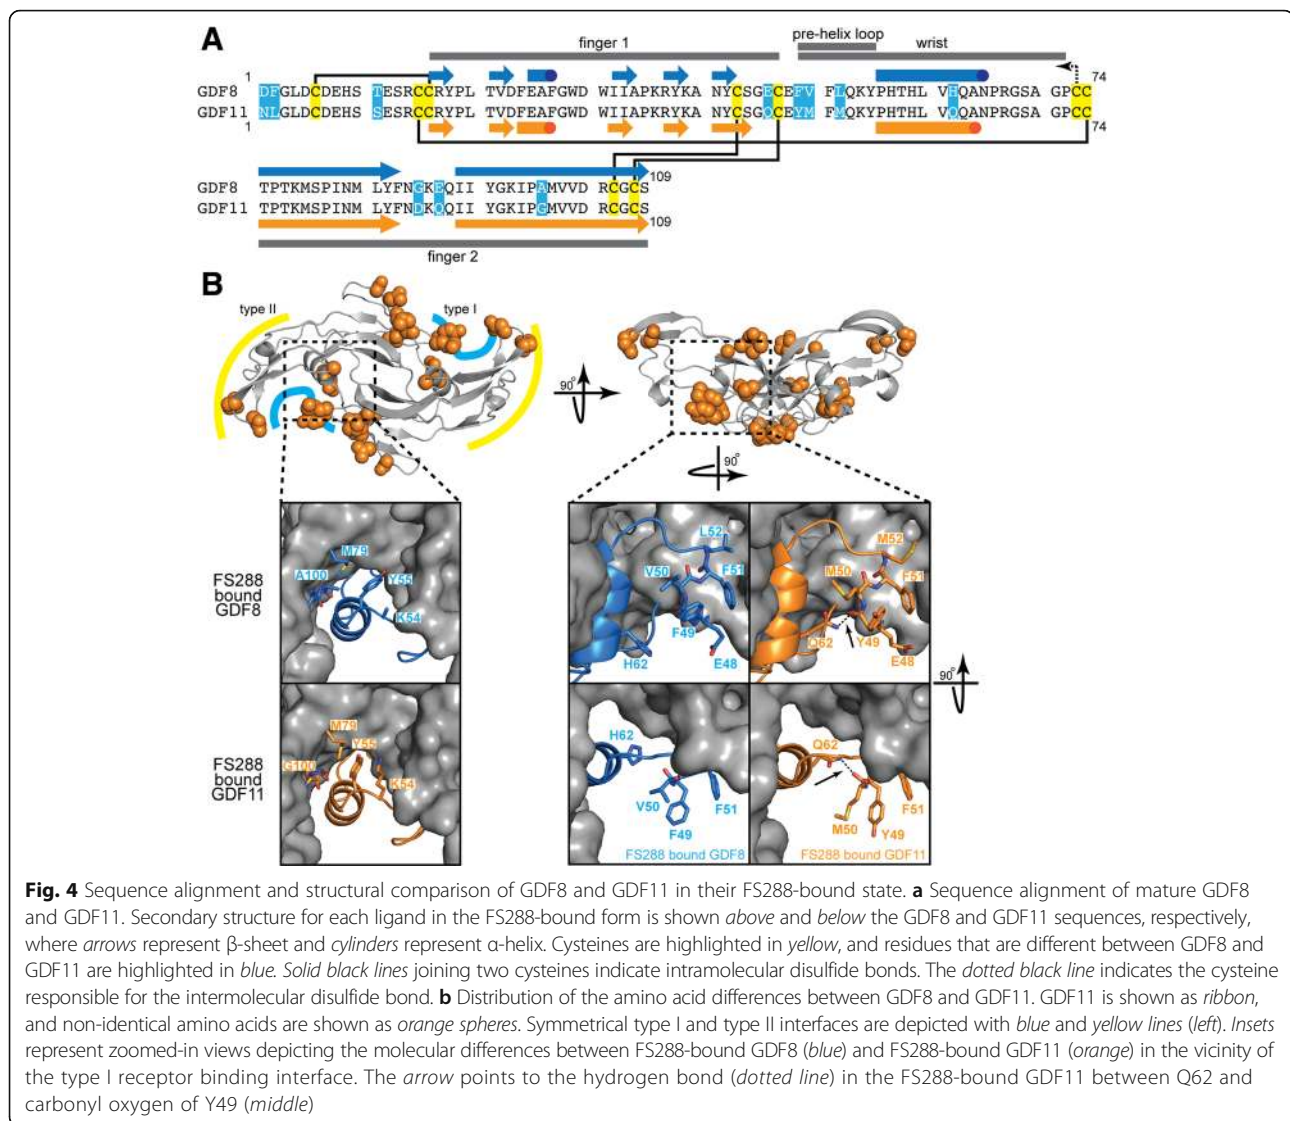 A
finger 1
pre-helix loop
wrist
1
74
GDF8 DFGLDCDEHS TESRCCRYPL TVDFEAFGWD WIIAPKRYKA NYCSGECEFV FLQKYPHTHL VHQANPRGSA GPCC
GDF11 NLGLDCDEHS SESRCCRYPL TVDFEAFGWD WIIAPKRYKA NYCSGQCEYM FMQKYPHTHL VQQANPRGSA GPCC
1
74
109
GDF8 TPTKMSPINM LYFNGKEQII YGKIPAMVVD RCGCS
GDF11 TPTKMSPINM LYFNDKQQII YGKIPGMVVD RCGCS
109
finger 2
B
type II
type I
90°
90°
FS288
bound
GDF8
M79
A100
Y55
K54
L52
V50
F51
F49
H62
E48
M52
M50
F51
Q62
Y49
E48
90°
FS288
bound
GDF11
M79
Y55
G100
K54
H62
V50
F51
F49
FS288 bound GDF8
Q62
F51
M50
Y49
FS288 bound GDF11
Fig. 4 Sequence alignment and structural comparison of GDF8 and GDF11 in their FS288-bound state. a Sequence alignment of mature GDF8
and GDF11. Secondary structure for each ligand in the FS288-bound form is shown above and below the GDF8 and GDF11 sequences, respectively,
where arrows represent β-sheet and cylinders represent α-helix. Cysteines are highlighted in yellow, and residues that are different between GDF8 and
GDF11 are highlighted in blue. Solid black lines joining two cysteines indicate intramolecular disulfide bonds. The dotted black line indicates the cysteine
responsible for the intermolecular disulfide bond. b Distribution of the amino acid differences between GDF8 and GDF11. GDF11 is shown as ribbon,
and non-identical amino acids are shown as orange spheres. Symmetrical type I and type II interfaces are depicted with blue and yellow lines (left). Insets
represent zoomed-in views depicting the molecular differences between FS288-bound GDF8 (blue) and FS288-bound GDF11 (orange) in the vicinity of
the type I receptor binding interface. The arrow points to the hydrogen bond (dotted line) in the FS288-bound GDF11 between Q62 and
carbonyl oxygen of Y49 (middle)